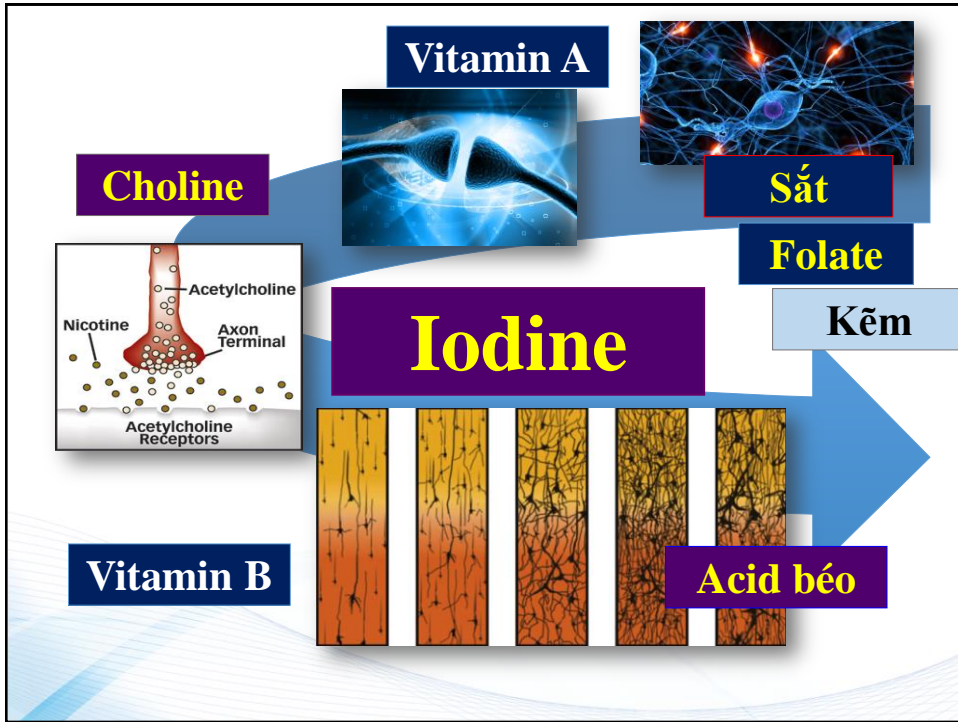 Vitamin A
Choline
Sắt
Folate
Kẽm
Acetylcholine
Nicotine
Axon
Terminal
Acetylcholine
Receptors
Iodine
Vitamin B
Acid béo